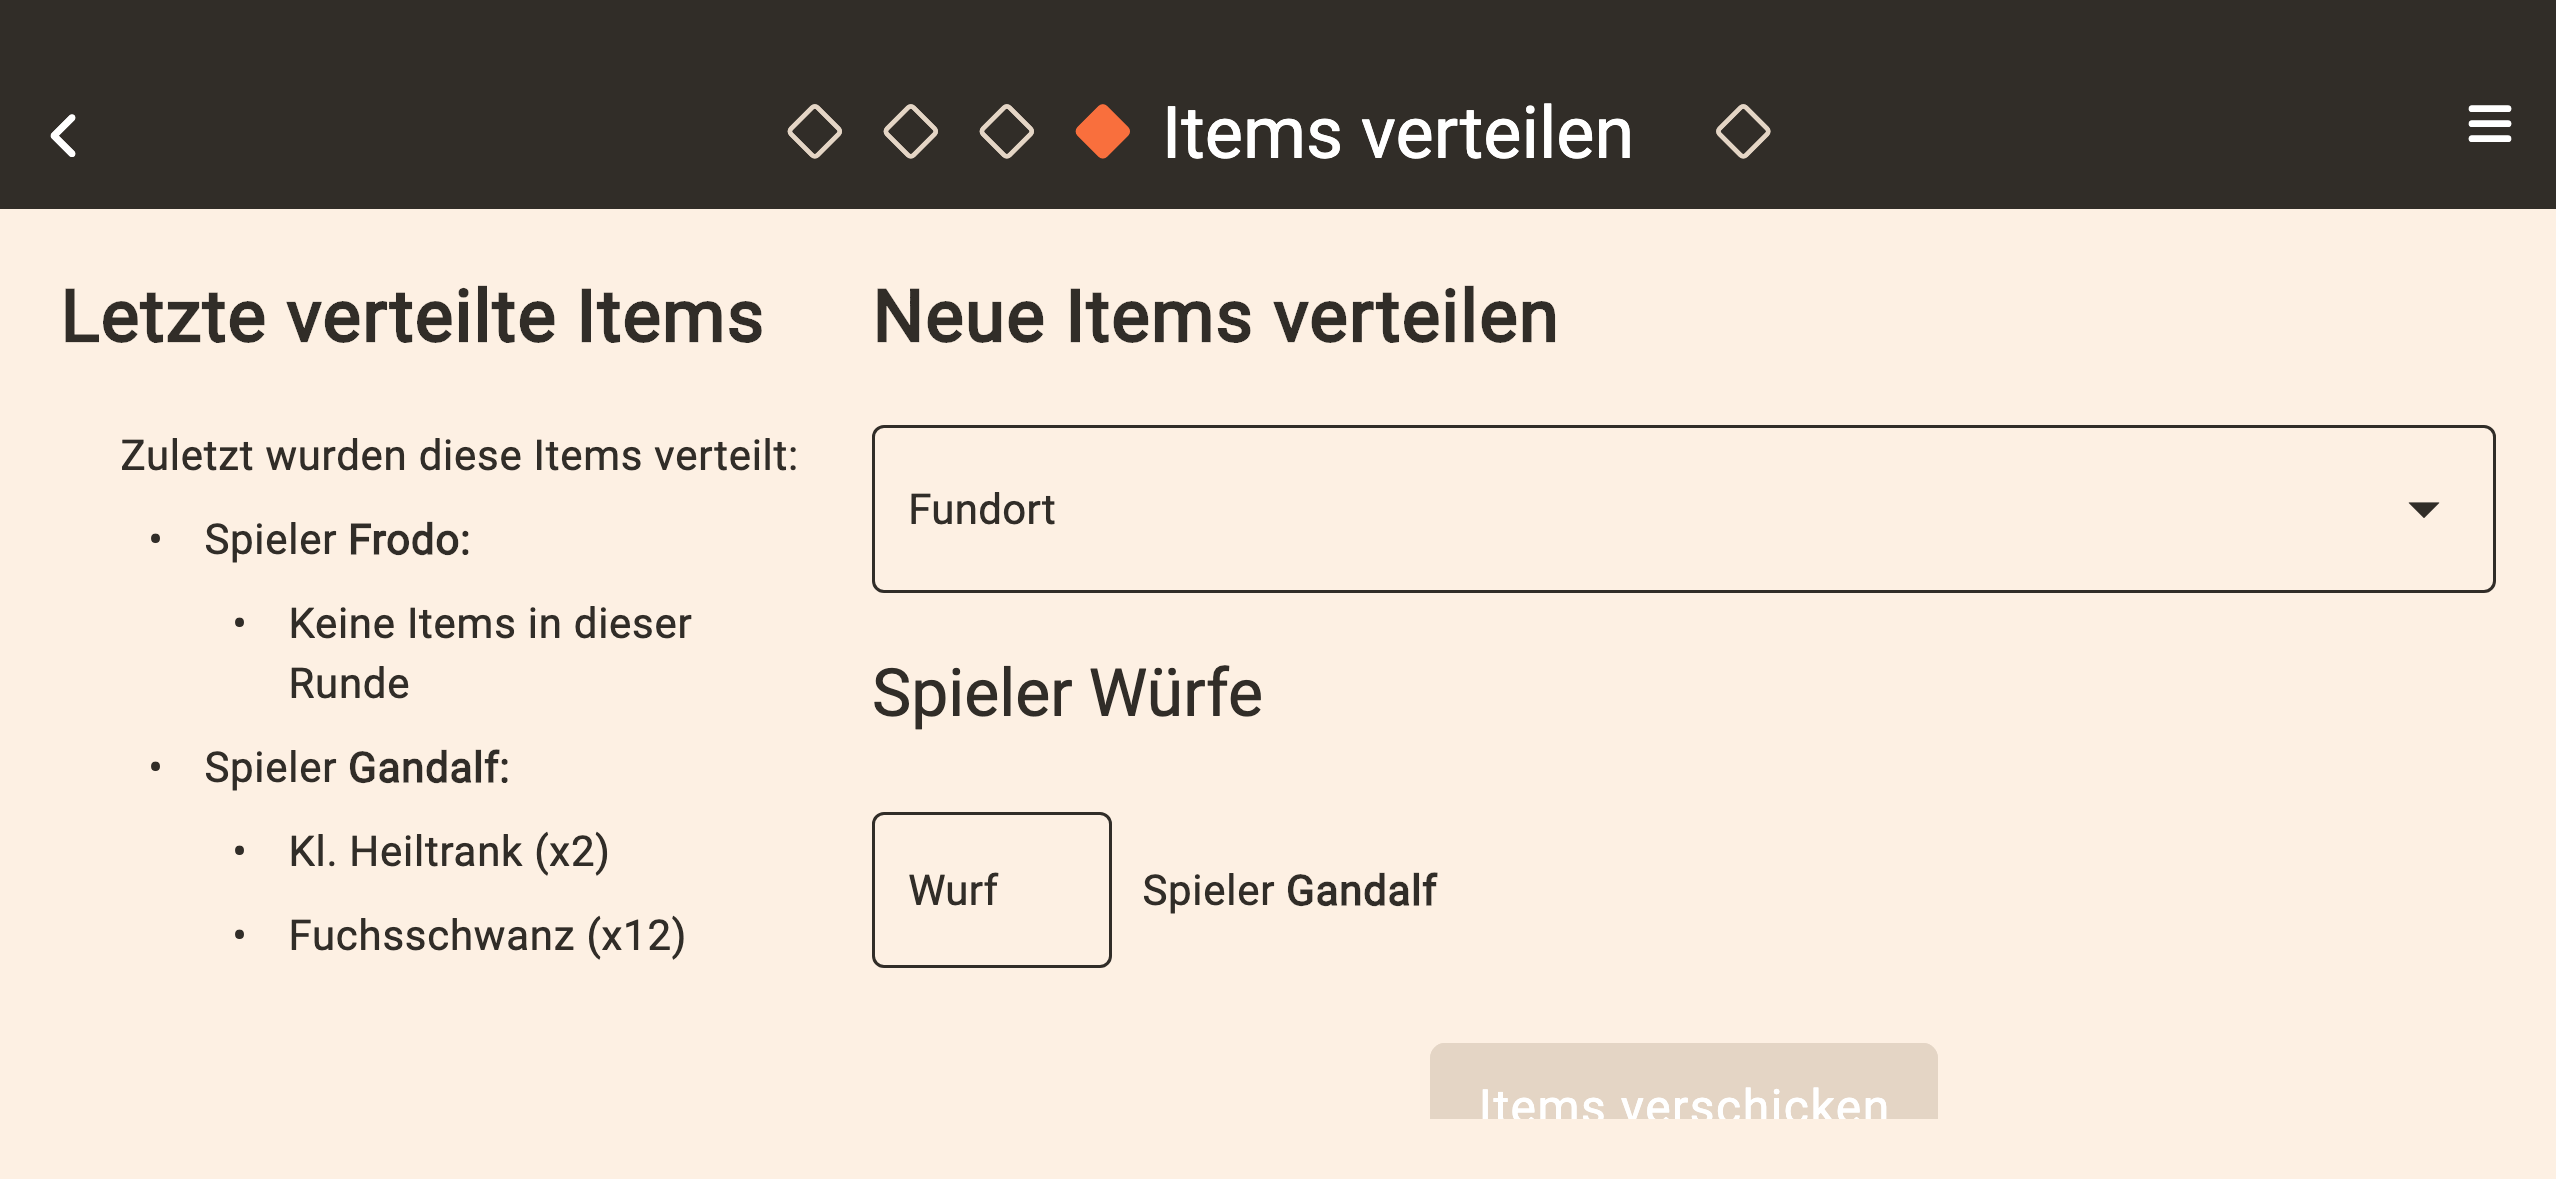 Items verteilen
Letzte verteilte Items
Zuletzt wurden diese Items verteilt:
• Spieler Frodo:
• Keine Items in dieser
Runde
• Spieler Gandalf:
• Kl. Heiltrank (x2)
• Fuchsschwanz (x12)
Neue Items verteilen
Fundort
Spieler Würfe
Wurf
Spieler Gandalf
Items verschicken